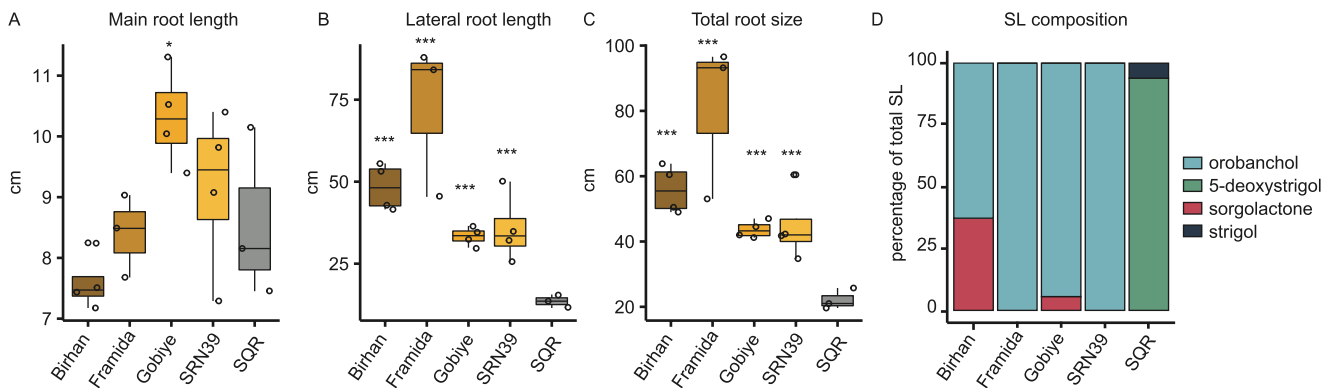 A Main root length
cm
11
10
9
8
7
*
Birhan
Framida
Gobiye
SRN39
SQR
B Lateral root length
cm
75
50
25
***
***
***
***
Birhan
Framida
Gobiye
SRN39
SQR
C Total root size
cm
100
80
60
40
20
***
***
***
***
Birhan
Framida
Gobiye
SRN39
SQR
D SL composition
percentage of total SL
100
75
50
25
0
Birhan
Framida
Gobiye
SRN39
SQR
orobanchol
5-deoxystrigol
sorgolactone
strigol